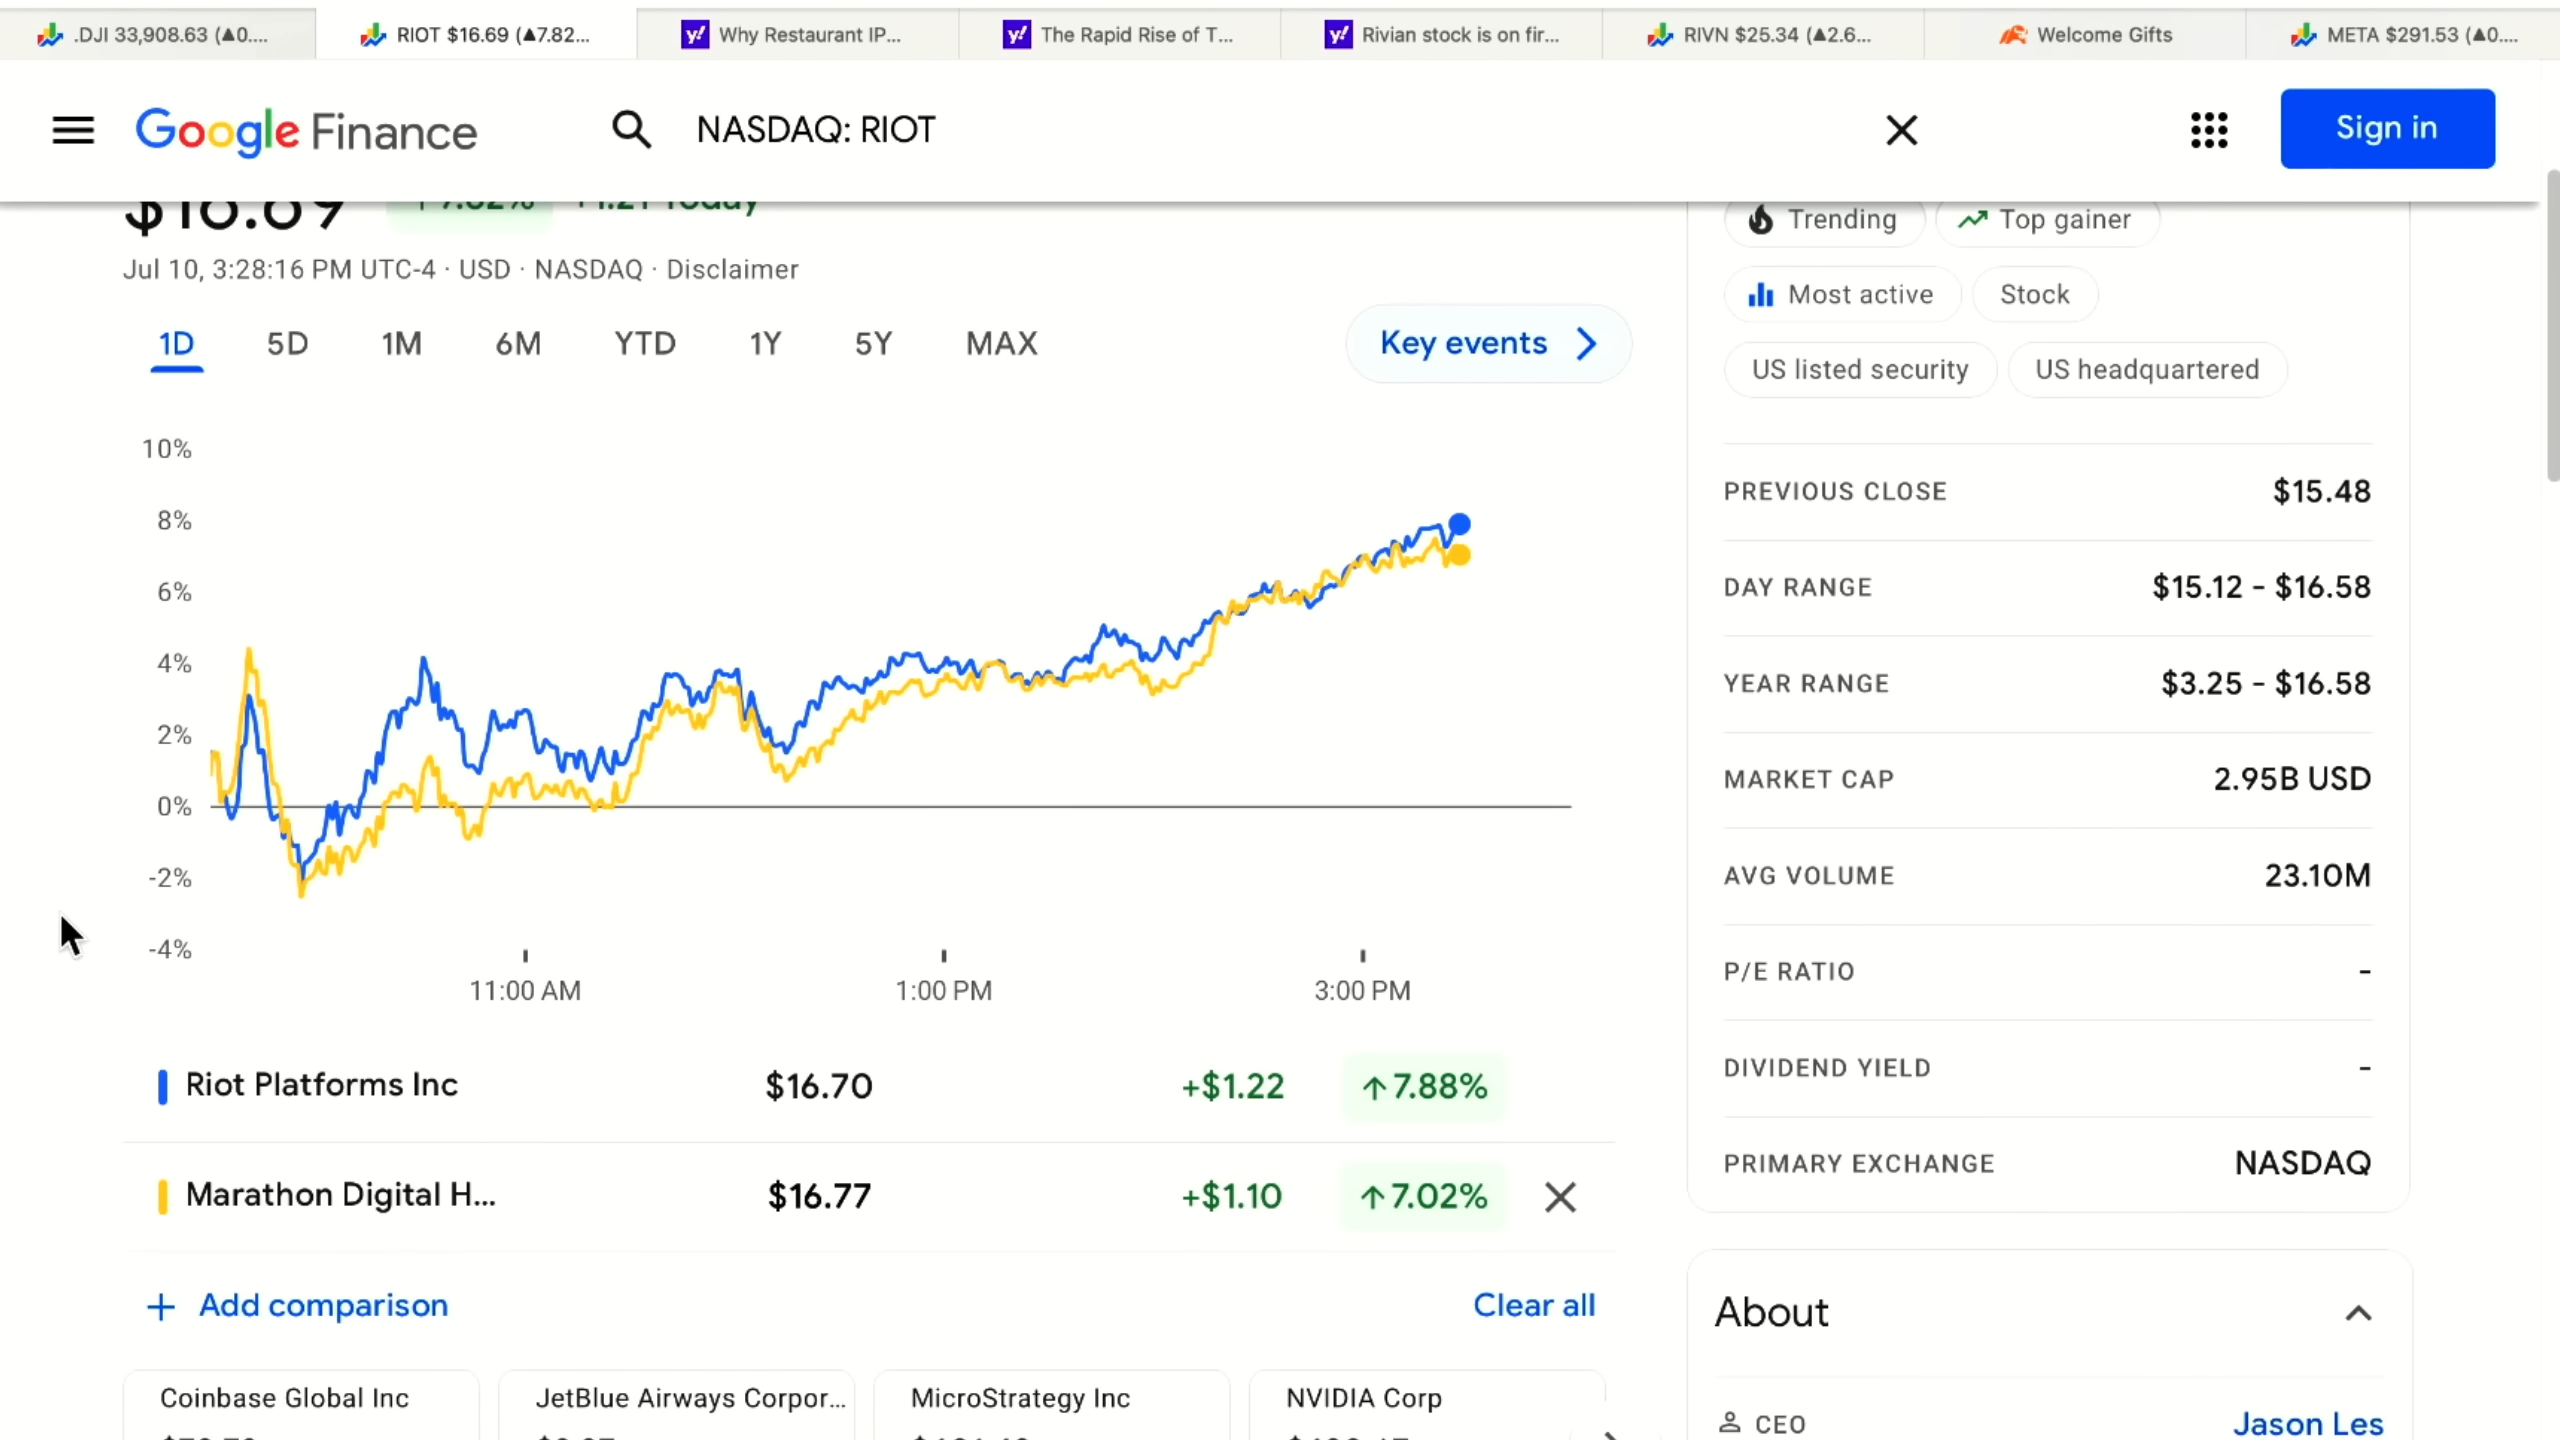 .DJI 33,908.63 (▲0....
RIOT $16.69 (▲7.82...
Why Restaurant IP...
The Rapid Rise of T...
Rivian stock is on fir...
RIVN $25.34 (▲2.6...
Welcome Gifts
META $291.53 (▲0....
Google Finance
NASDAQ: RIOT
Sign in
$16.69 ↑7.82% +1.21 Today
Jul 10, 3:28:16 PM UTC-4 · USD · NASDAQ · Disclaimer
1D 5D 1M 6M YTD 1Y 5Y MAX
Key events
10%
8%
6%
4%
2%
0%
-2%
-4%
11:00 AM 1:00 PM 3:00 PM
Riot Platforms Inc $16.70 +$1.22 ↑7.88%
Marathon Digital H... $16.77 +$1.10 ↑7.02%
+ Add comparison
Clear all
Coinbase Global Inc
JetBlue Airways Corpor...
MicroStrategy Inc
NVIDIA Corp
Trending
Top gainer
Most active
Stock
US listed security
US headquartered
PREVIOUS CLOSE $15.48
DAY RANGE $15.12 - $16.58
YEAR RANGE $3.25 - $16.58
MARKET CAP 2.95B USD
AVG VOLUME 23.10M
P/E RATIO -
DIVIDEND YIELD -
PRIMARY EXCHANGE NASDAQ
About
CEO Jason Les